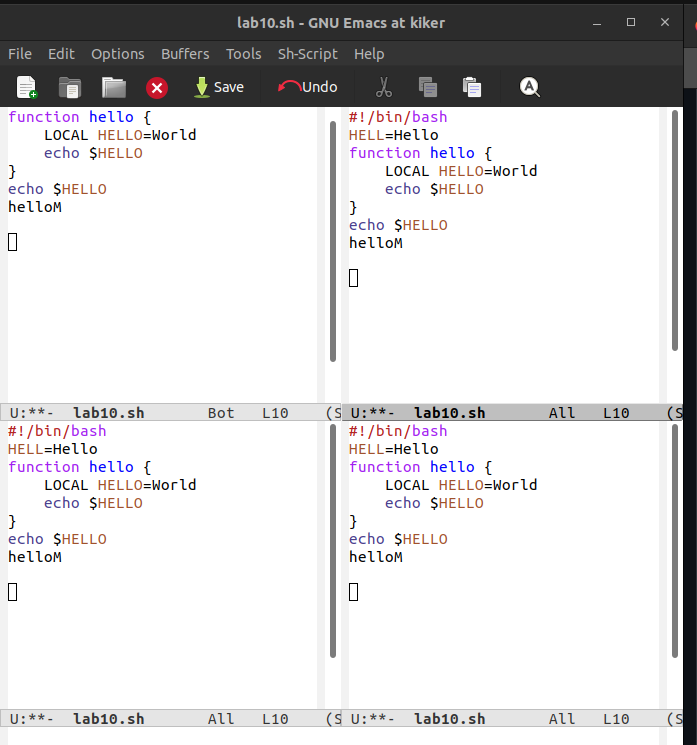 lab10.sh - GNU Emacs at kiker
File Edit Options Buffers Tools Sh-Script Help
Save Undo
function hello {
    LOCAL HELLO=World
    echo $HELLO
}
echo $HELLO
helloM
U:**-  lab10.sh       Bot   L10    (S
#!/bin/bash
HELL=Hello
function hello {
    LOCAL HELLO=World
    echo $HELLO
}
echo $HELLO
helloM
U:**-  lab10.sh       All   L10    (S
#!/bin/bash
HELL=Hello
function hello {
    LOCAL HELLO=World
    echo $HELLO
}
echo $HELLO
helloM
U:**-  lab10.sh       All   L10    (S
#!/bin/bash
HELL=Hello
function hello {
    LOCAL HELLO=World
    echo $HELLO
}
echo $HELLO
helloM
U:**-  lab10.sh       All   L10    (S